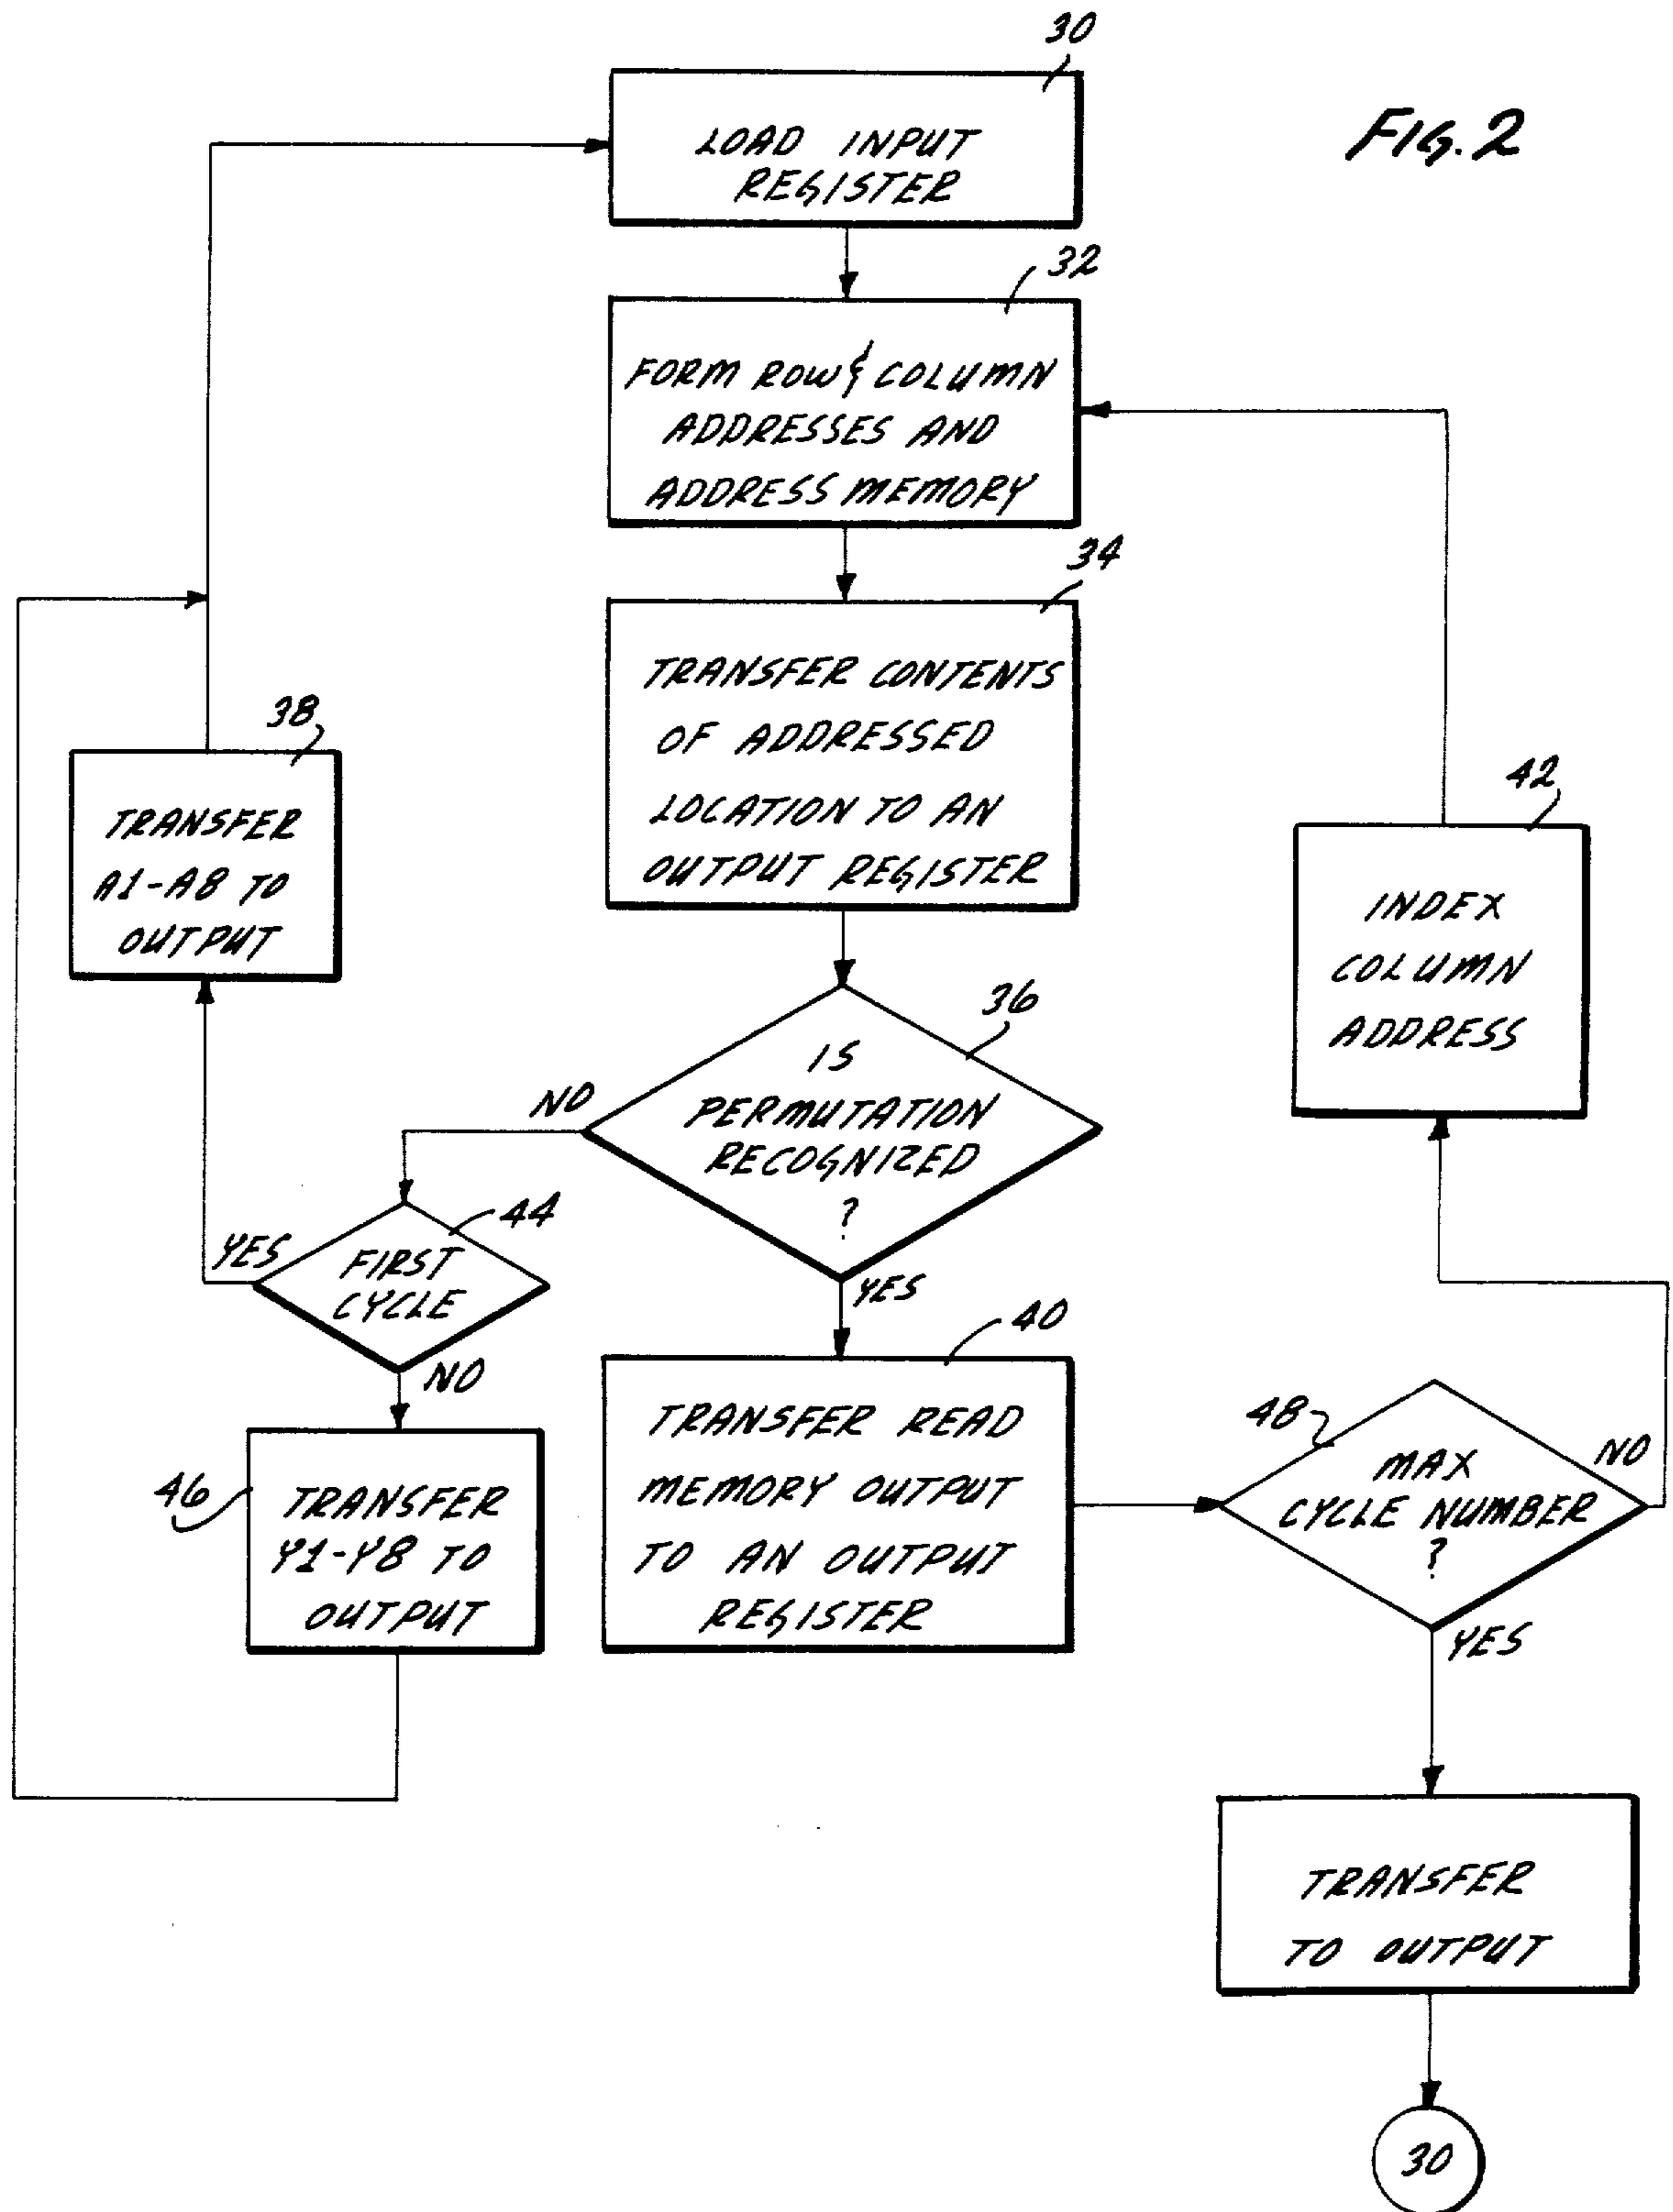 30
FIG. 2
LOAD INPUT
REGISTER
32
FORM ROW & COLUMN
ADDRESSES AND
ADDRESS MEMORY
34
TRANSFER CONTENTS
OF ADDRESSED
LOCATION TO AN
OUTPUT REGISTER
38
TRANSFER
A1-A8 TO
OUTPUT
42
INDEX
COLUMN
ADDRESS
36
IS
PERMUTATION
RECOGNIZED
?
NO
YES
44
FIRST
CYCLE
YES
NO
40
TRANSFER READ
MEMORY OUTPUT
TO AN OUTPUT
REGISTER
46
TRANSFER
Y1-Y8 TO
OUTPUT
48
MAX
CYCLE NUMBER
?
NO
YES
TRANSFER
TO OUTPUT
30